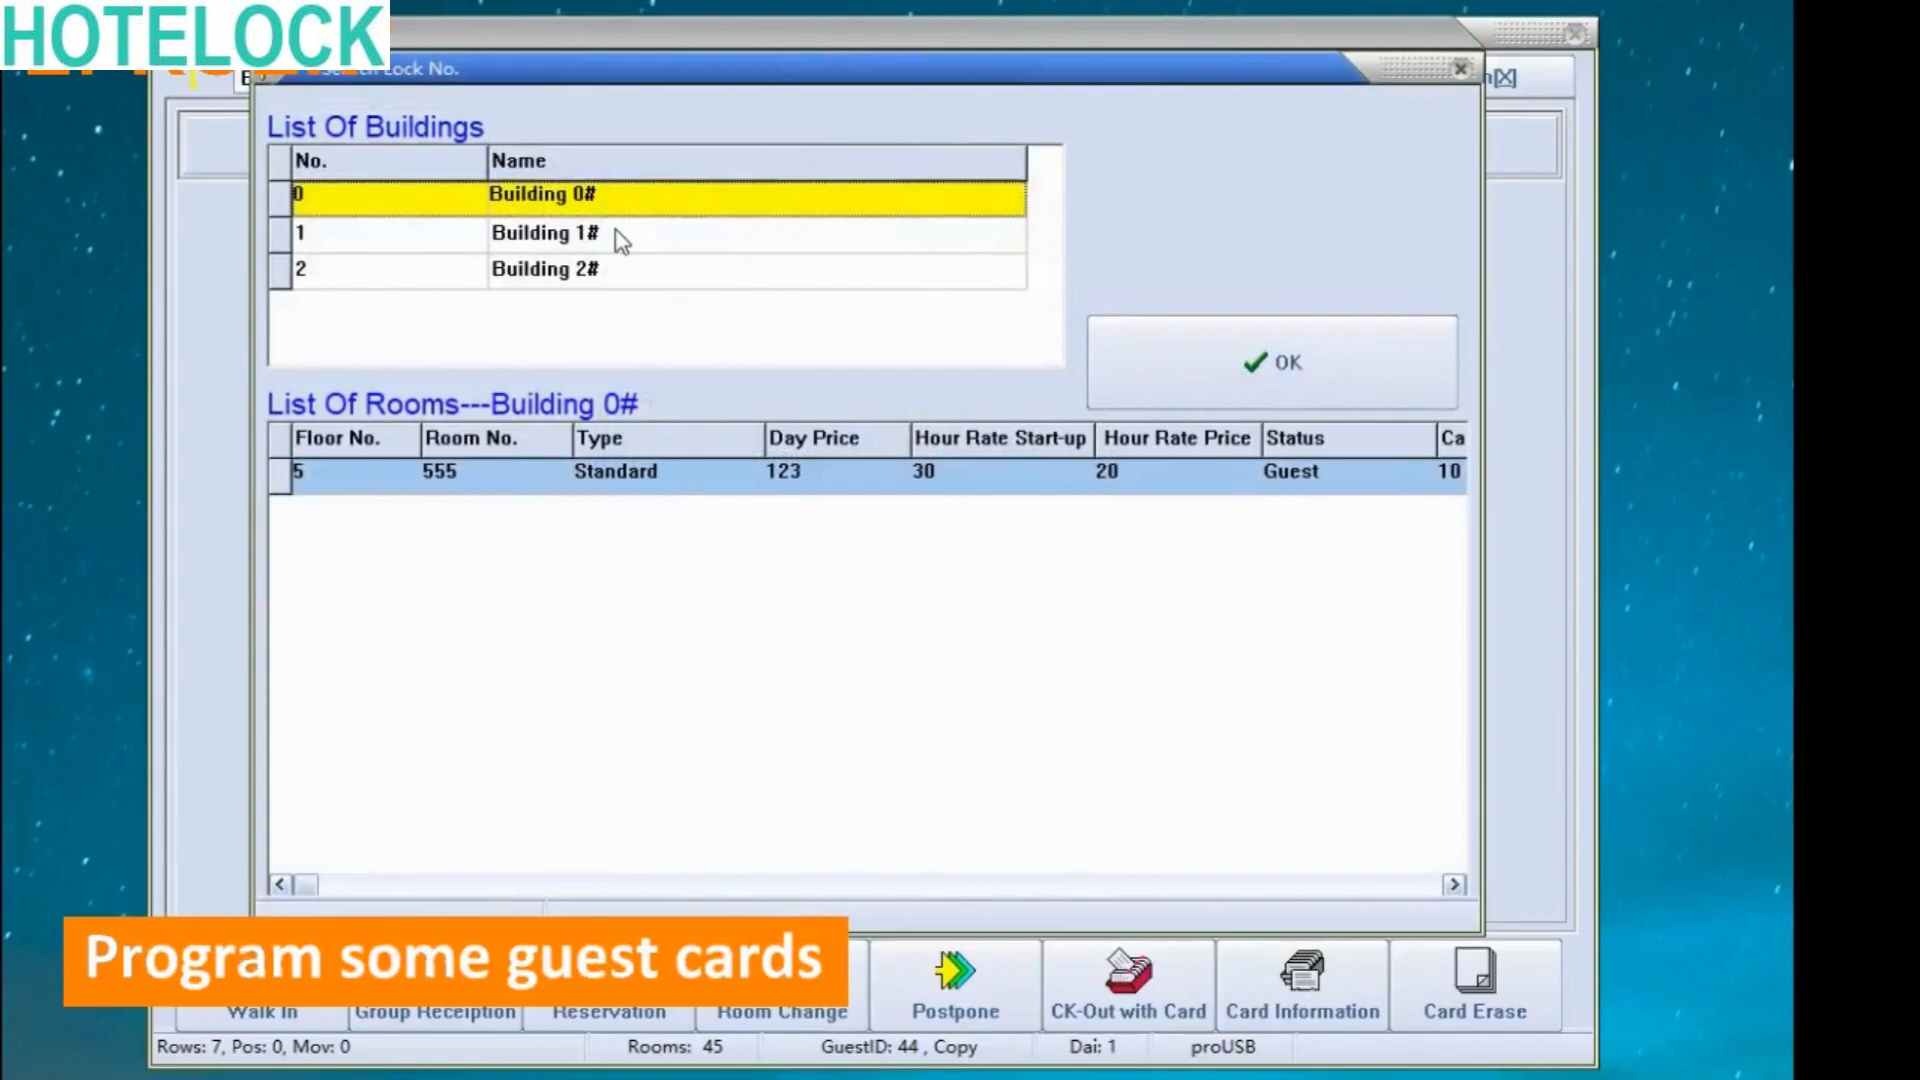 HOTELOCK
Lock No.
List Of Buildings
No. Name
0 Building 0#
1 Building 1#
2 Building 2#
OK
List Of Rooms---Building 0#
Floor No. Room No. Type Day Price Hour Rate Start-up Hour Rate Price Status Ca
5 555 Standard 123 30 20 Guest 10
Program some guest cards
Walk In Group Receiption Reservation Room Change Postpone CK-Out with Card Card Information Card Erase
Rows: 7, Pos: 0, Mov: 0 Rooms: 45 GuestID: 44 , Copy Dai: 1 proUSB